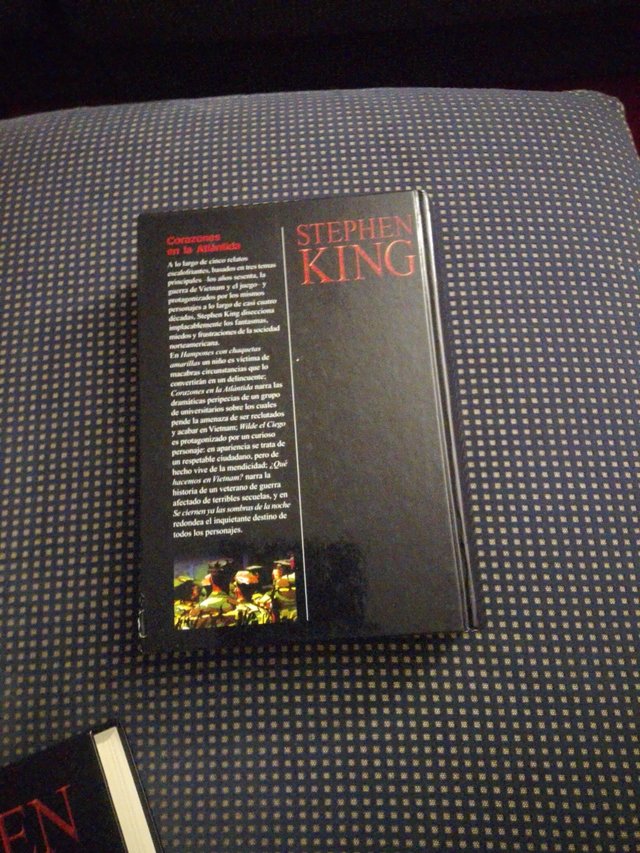 Corazones
en la Atlántida
A lo largo de cinco relatos
escalofriantes, basados en tres temas
principales -los años sesenta, la
guerra de Vietnam y el juego- y
protagonizados por los mismos
personajes a lo largo de casi cuatro
décadas, Stephen King disecciona
implacablemente los fantasmas,
miedos y frustraciones de la sociedad
norteamericana.
En Hampones con chaquetas
amarillas un niño es víctima de
macabras circunstancias que lo
convertirán en un delincuente;
Corazones en la Atlántida narra las
dramáticas peripecias de un grupo
de universitarios sobre los cuales
pende la amenaza de ser reclutados
y acabar en Vietnam; Wilde el Ciego
es protagonizado por un curioso
personaje: en apariencia se trata de
un respetable ciudadano, pero de
hecho vive de la mendicidad; ¿Qué
hacemos en Vietnam? narra la
historia de un veterano de guerra
afectado de terribles secuelas, y en
Se ciernen ya las sombras de la noche
redondea el inquietante destino de
todos los personajes.
STEPHEN
KING
EN